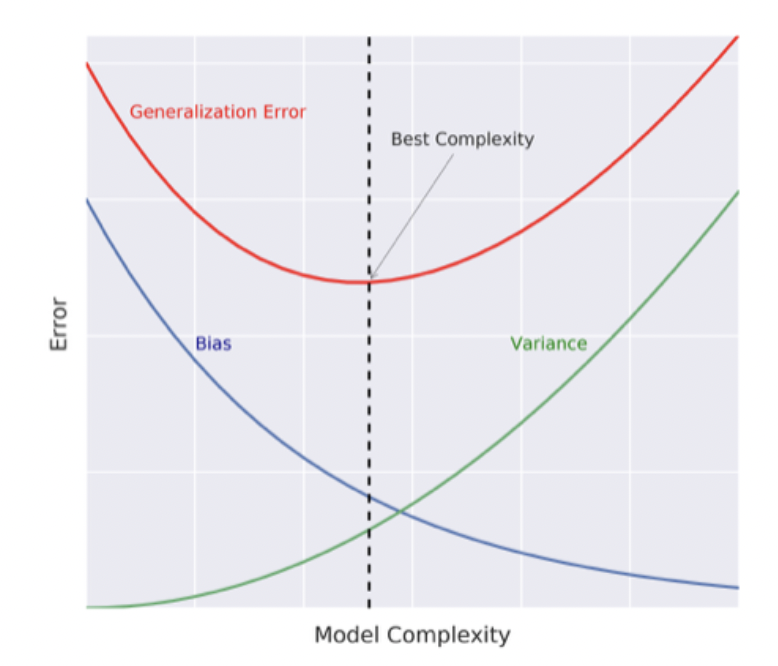 Generalization Error
Best Complexity
Bias
Variance
Error
Model Complexity